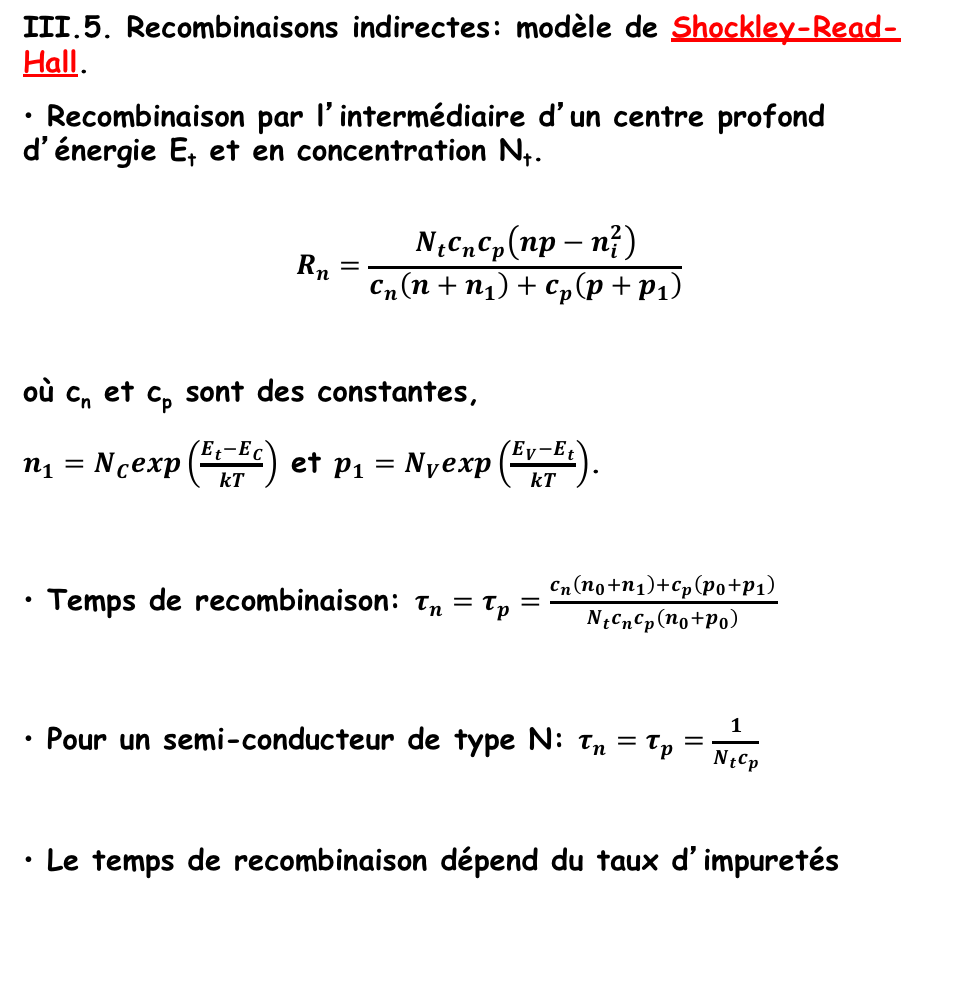 III.5. Recombinaisons indirectes: modèle de Shockley-Read-
Hall.
• Recombinaison par l’intermédiaire d’un centre profond
d’énergie Eₜ et en concentration Nₜ.
$R_n = \frac{N_t c_n c_p (np - n_i^2)}{c_n(n + n_1) + c_p(p + p_1)}$
où cₙ et cₚ sont des constantes,
$n_1 = N_C exp\left(\frac{E_t - E_C}{kT}\right)$ et $p_1 = N_V exp\left(\frac{E_V - E_t}{kT}\right)$.
• Temps de recombinaison: $\tau_n = \tau_p = \frac{c_n(n_0 + n_1) + c_p(p_0 + p_1)}{N_t c_n c_p (n_0 + p_0)}$
• Pour un semi-conducteur de type N: $\tau_n = \tau_p = \frac{1}{N_t c_p}$
• Le temps de recombinaison dépend du taux d’impuretés